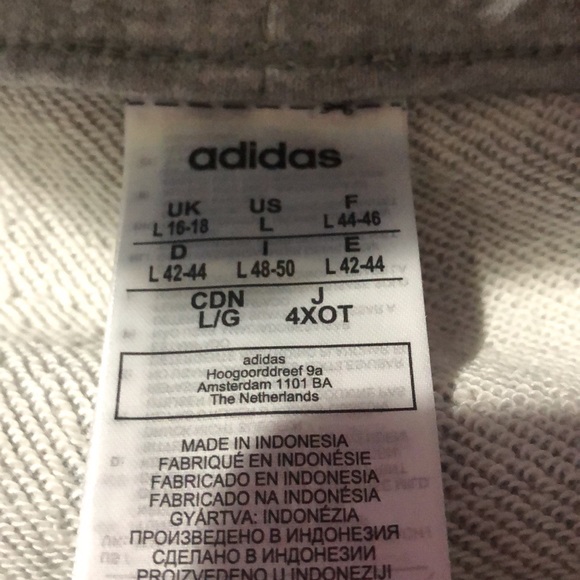 adidas
UK US F
L 16-18 L L 44-46
D I E
L 42-44 L 48-50 L 42-44
CDN J
L/G 4XOT
adidas
Hoogoorddreef 9a
Amsterdam 1101 BA
The Netherlands
MADE IN INDONESIA
FABRIQUÉ EN INDONÉSIE
FABRICADO EN INDONESIA
FABRICADO NA INDONÉSIA
GYÁRTVA: INDONÉZIA
ПРОИЗВЕДЕНО В ИНДОНЕЗИЯ
СДЕЛАНО В ИНДОНЕЗИИ
PROIZVEDENO U INDONEZIJI